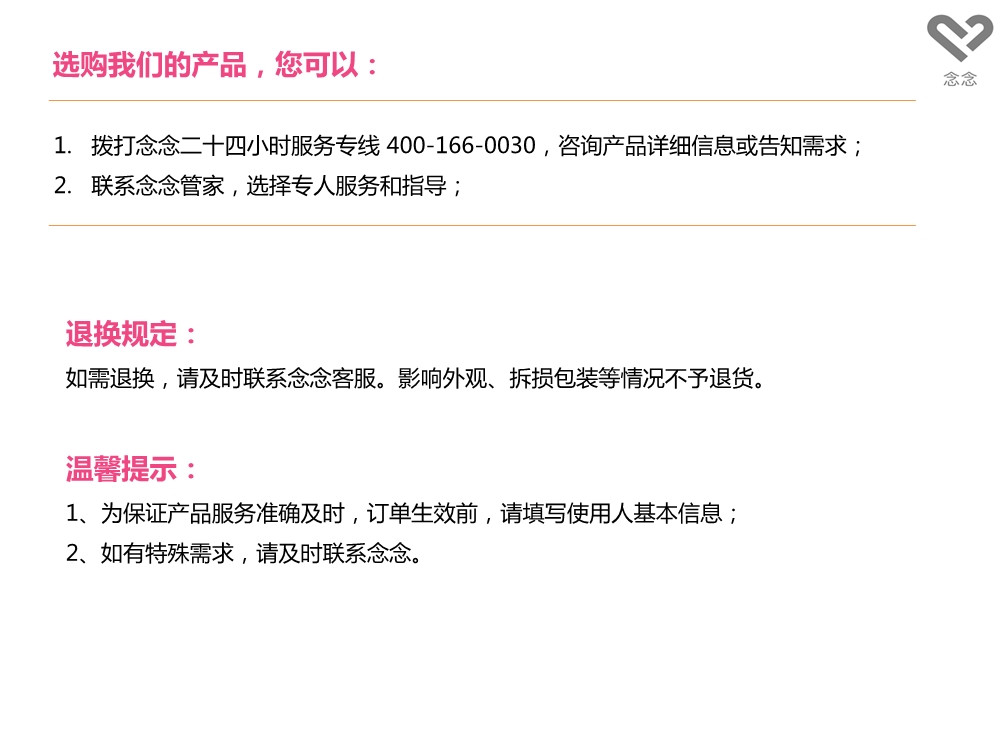 念念
选购我们的产品，您可以：
1. 拨打念念二十四小时服务专线 400-166-0030，咨询产品详细信息或告知需求；
2. 联系念念管家，选择专人服务和指导；
退换规定：
如需退换，请及时联系念念客服。影响外观、拆损包装等情况不予退货。
温馨提示：
1、为保证产品服务准确及时，订单生效前，请填写使用人基本信息；
2、如有特殊需求，请及时联系念念。